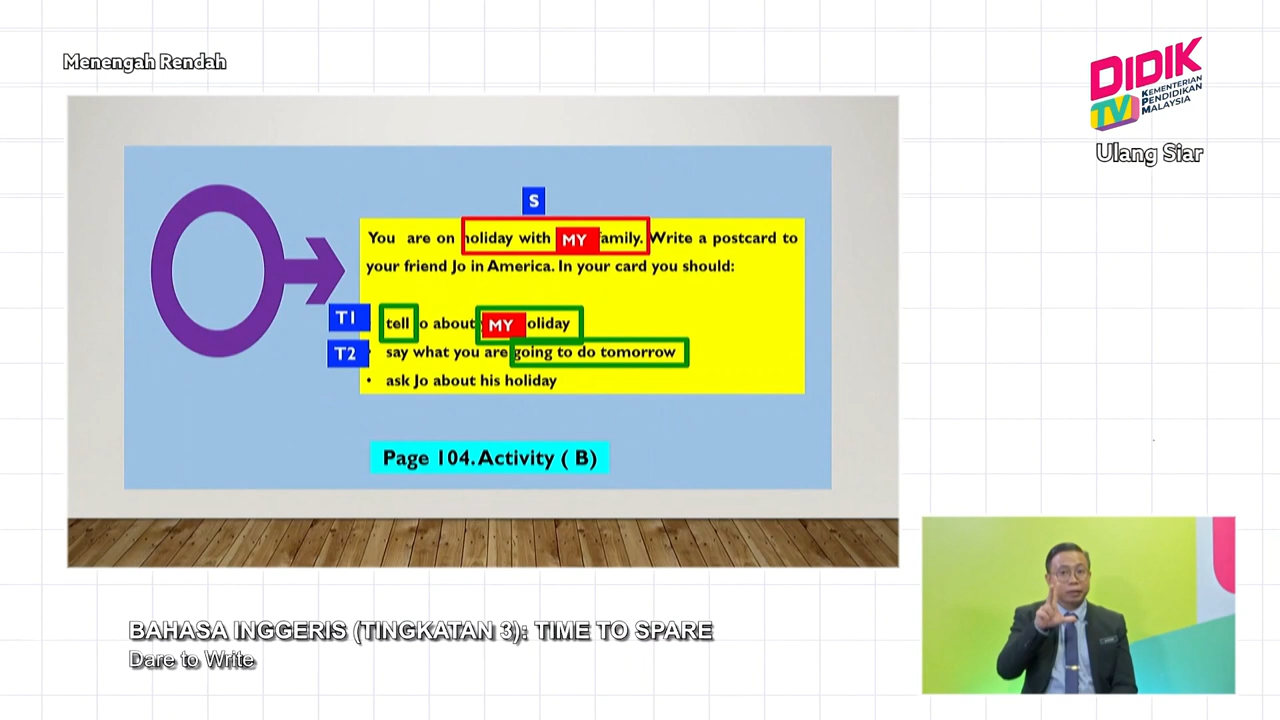 Menengah Rendah
DIDIK
TV
KEMENTERIAN
PENDIDIKAN
MALAYSIA
Ulang Siar
S
You are on holiday with MY family. Write a postcard to
your friend Jo in America. In your card you should:
T1
tell Jo about MY holiday
T2
• say what you are going to do tomorrow
• ask Jo about his holiday
Page 104. Activity ( B)
BAHASA INGGERIS (TINGKATAN 3): TIME TO SPARE
Dare to Write